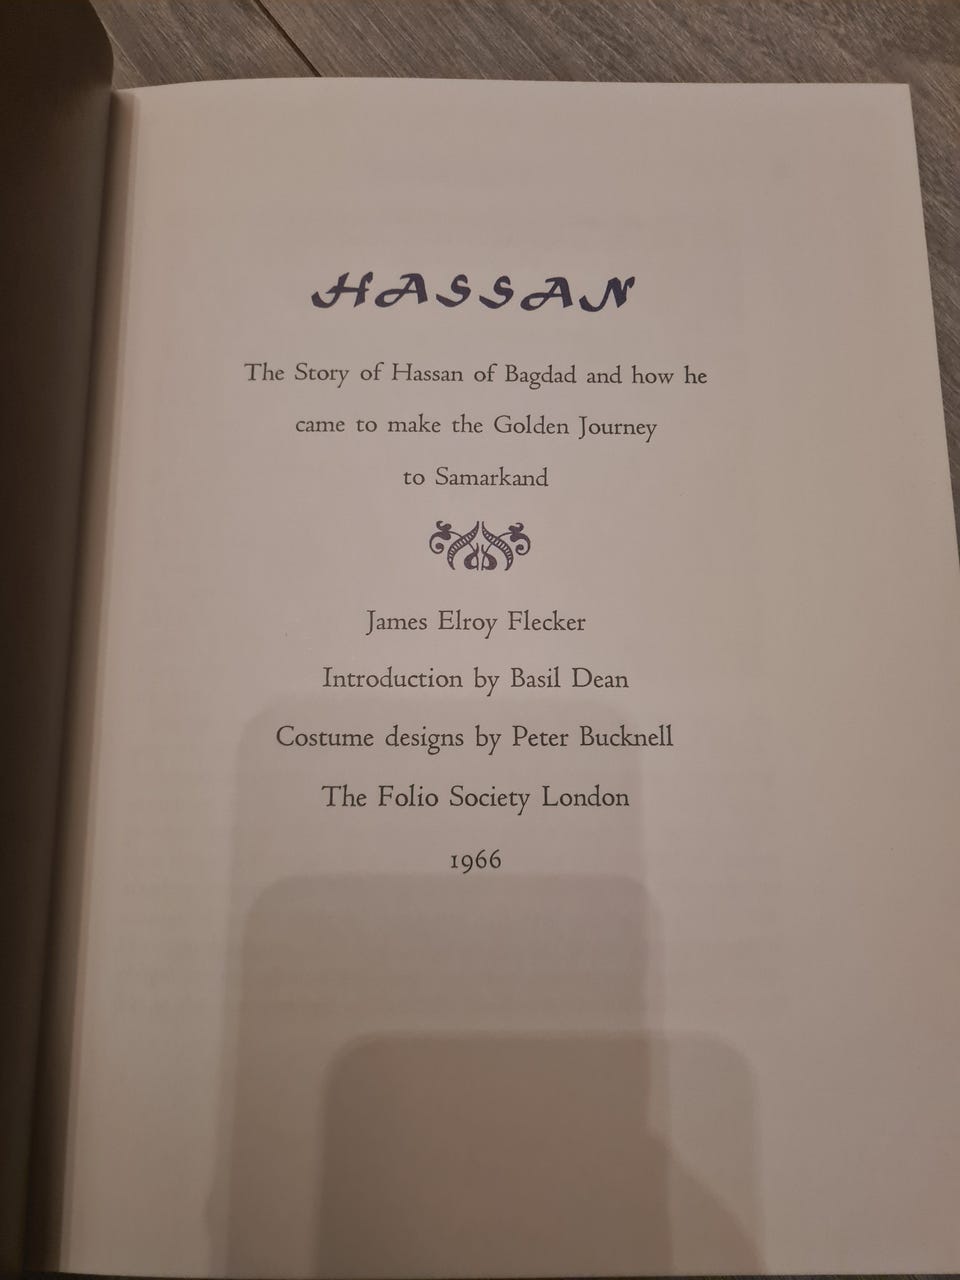 HASSAN
The Story of Hassan of Bagdad and how he
came to make the Golden Journey
to Samarkand
James Elroy Flecker
Introduction by Basil Dean
Costume designs by Peter Bucknell
The Folio Society London
1966